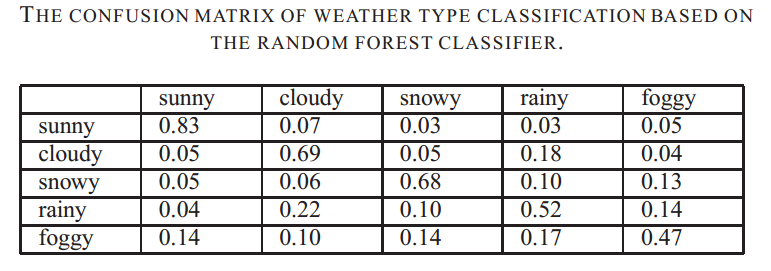 THE CONFUSION MATRIX OF WEATHER TYPE CLASSIFICATION BASED ON
THE RANDOM FOREST CLASSIFIER.
sunny cloudy snowy rainy foggy
sunny 0.83 0.07 0.03 0.03 0.05
cloudy 0.05 0.69 0.05 0.18 0.04
snowy 0.05 0.06 0.68 0.10 0.13
rainy 0.04 0.22 0.10 0.52 0.14
foggy 0.14 0.10 0.14 0.17 0.47